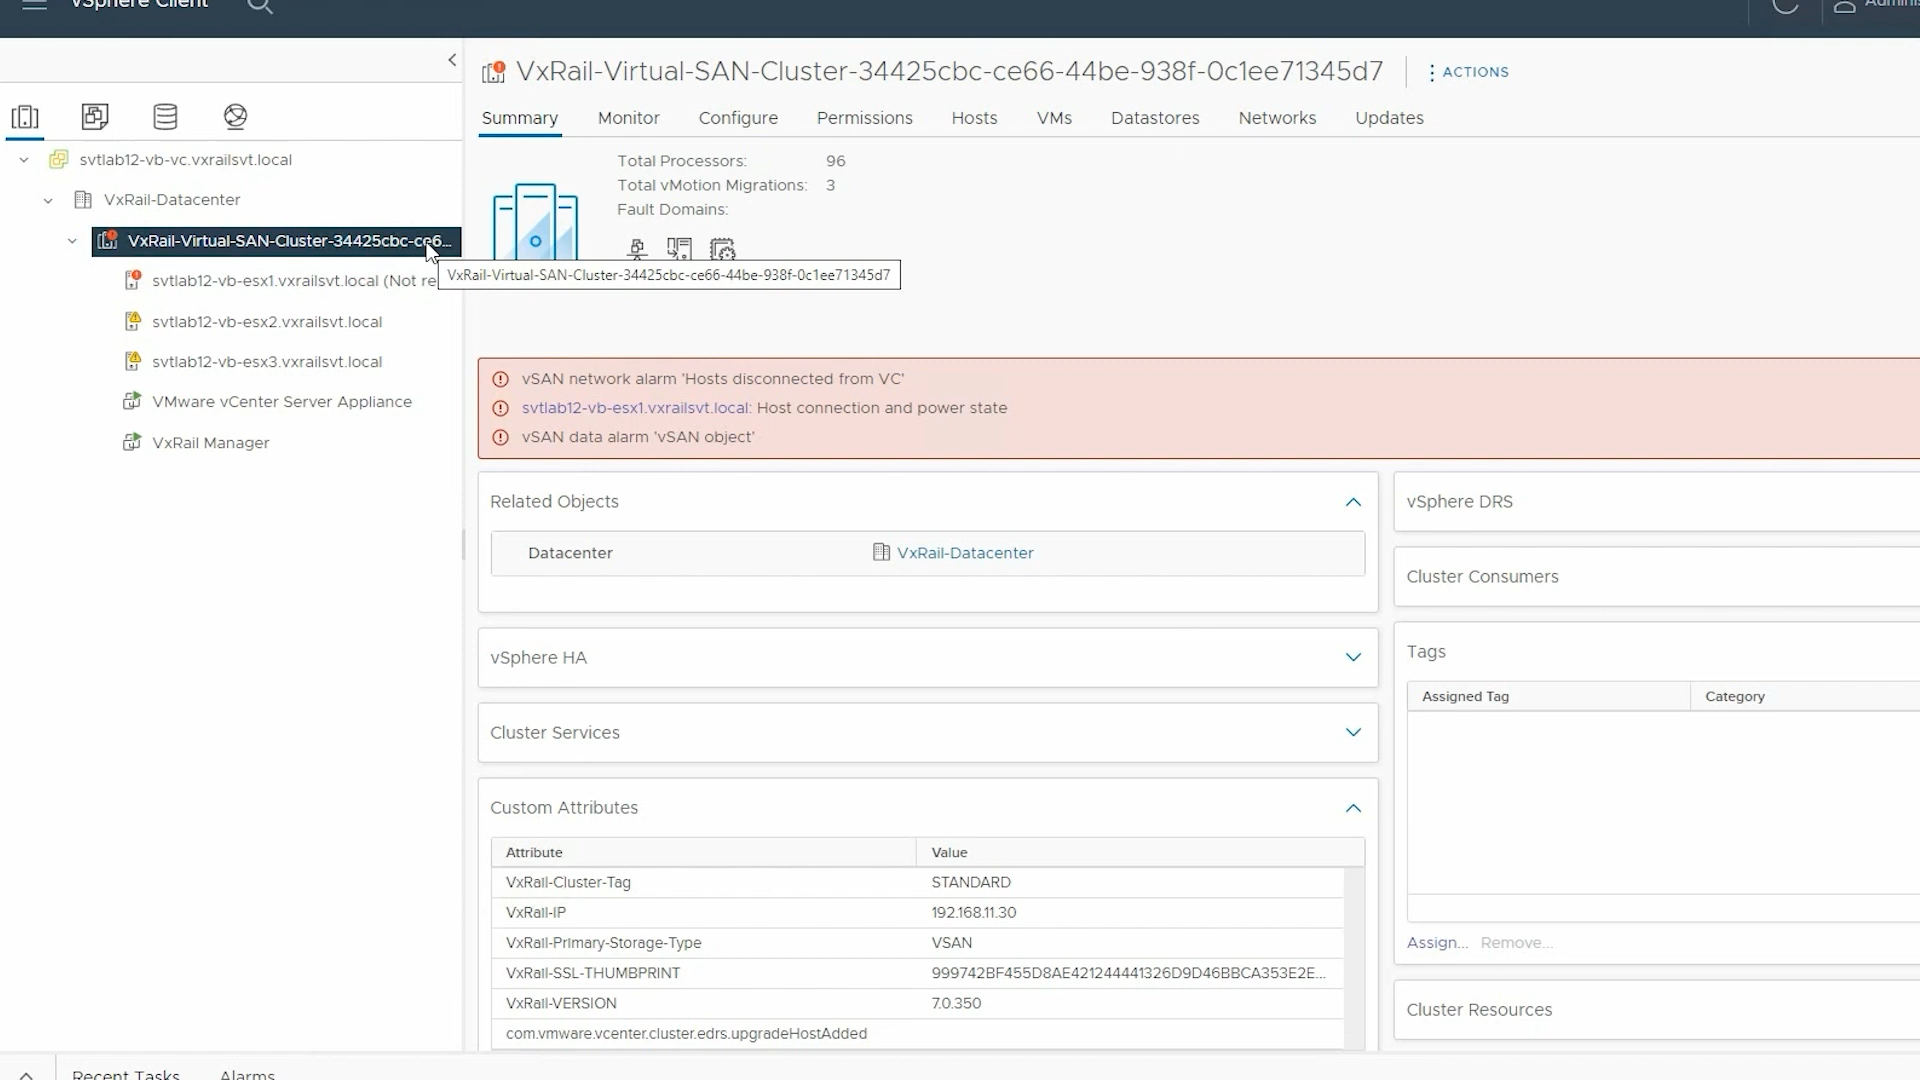 vSphere Client
VxRail-Virtual-SAN-Cluster-34425cbc-ce66-44be-938f-0c1ee71345d7
ACTIONS
Summary
Monitor
Configure
Permissions
Hosts
VMs
Datastores
Networks
Updates
svtlab12-vb-vc.vxrailsvt.local
VxRail-Datacenter
VxRail-Virtual-SAN-Cluster-34425cbc-ce6...
svtlab12-vb-esx1.vxrailsvt.local (Not re
svtlab12-vb-esx2.vxrailsvt.local
svtlab12-vb-esx3.vxrailsvt.local
VMware vCenter Server Appliance
VxRail Manager
Total Processors: 96
Total vMotion Migrations: 3
Fault Domains:
VxRail-Virtual-SAN-Cluster-34425cbc-ce66-44be-938f-0c1ee71345d7
vSAN network alarm 'Hosts disconnected from VC'
svtlab12-vb-esx1.vxrailsvt.local: Host connection and power state
vSAN data alarm 'vSAN object'
Related Objects
Datacenter VxRail-Datacenter
vSphere HA
Cluster Services
Custom Attributes
Attribute Value
VxRail-Cluster-Tag STANDARD
VxRail-IP 192.168.11.30
VxRail-Primary-Storage-Type VSAN
VxRail-SSL-THUMBPRINT 999742BF455D8AE421244441326D9D46BBCA353E2E...
VxRail-VERSION 7.0.350
com.vmware.vcenter.cluster.edrs.upgradeHostAdded
vSphere DRS
Cluster Consumers
Tags
Assigned Tag Category
Assign... Remove...
Cluster Resources
Recent Tasks Alarms